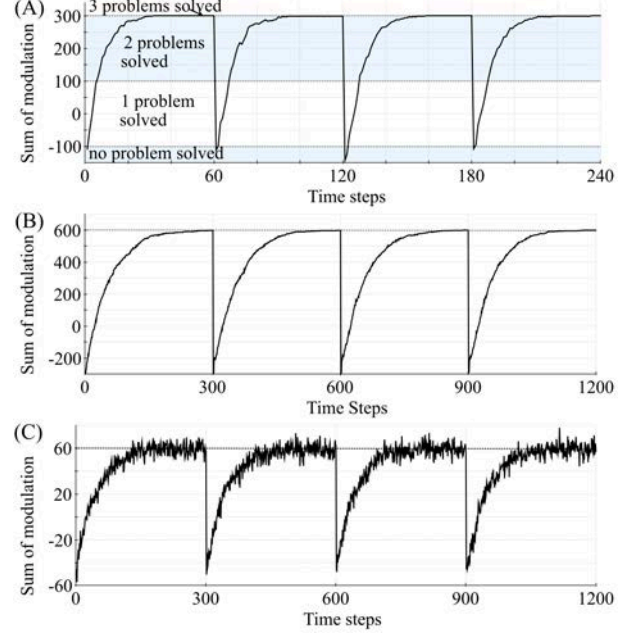 (A)
3 problems solved
300
2 problems
solved
100
1 problem
solved
0
-100
no problem solved
Sum of modulation
0 60 120 180 240
Time steps
(B)
600
400
200
0
-200
Sum of modulation
0 300 600 900 1200
Time Steps
(C)
60
20
-20
-60
Sum of modulation
0 300 600 900 1200
Time steps